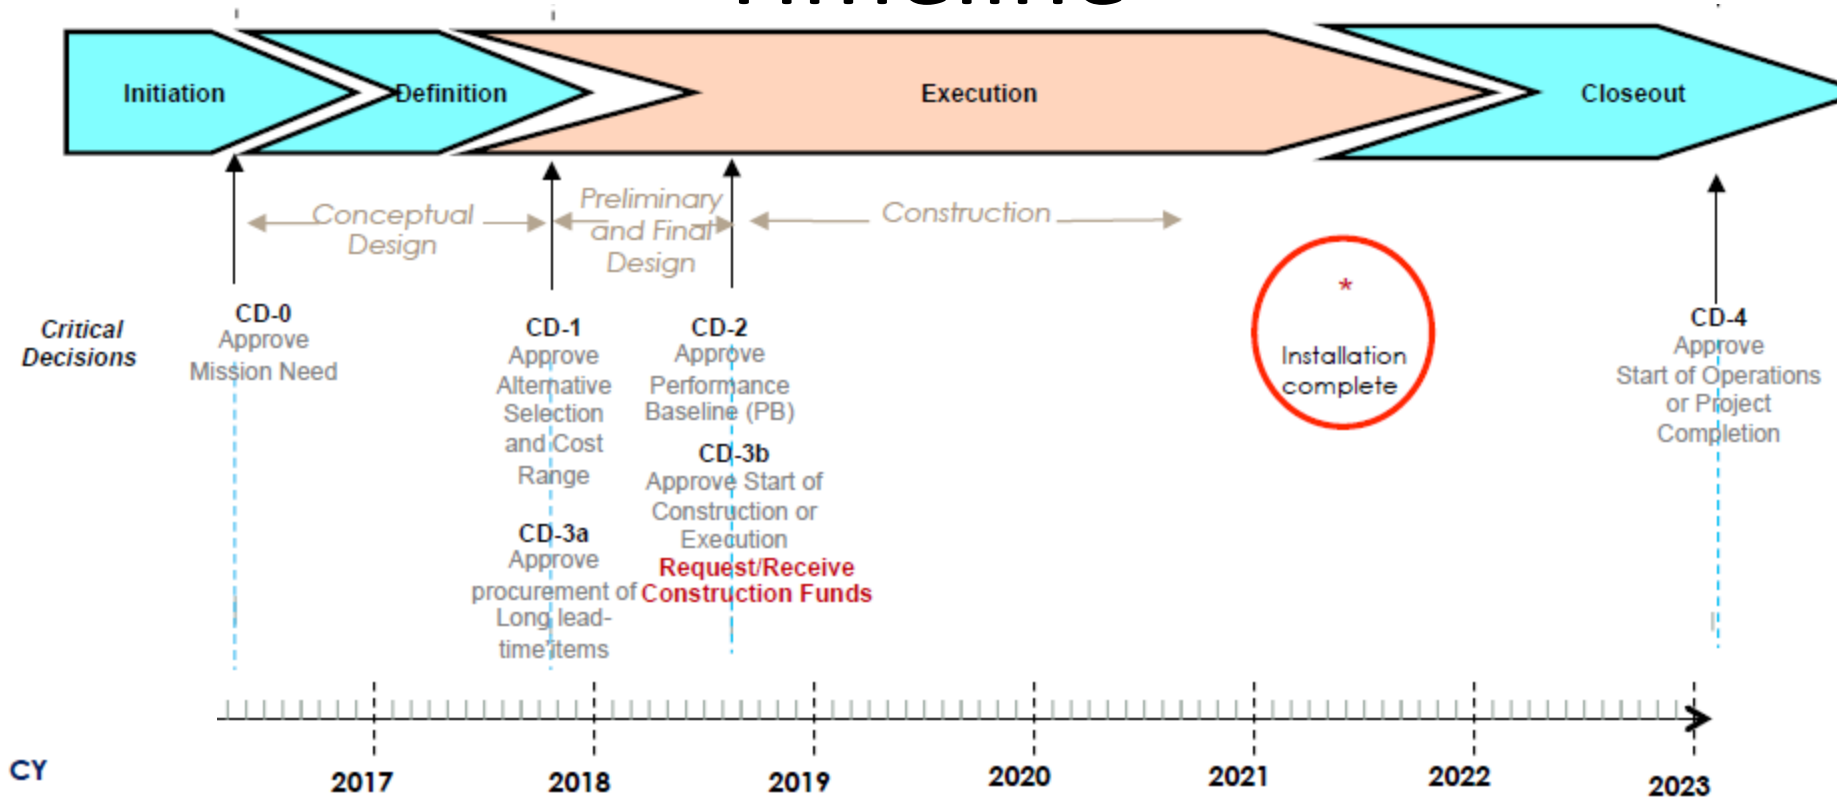 Timeline
Initiation
Definition
Execution
Closeout
Conceptual
Design
Preliminary
and Final
Design
Construction
Critical
Decisions
CD-0
Approve
Mission Need
CD-1
Approve
Alternative
Selection
and Cost
Range
CD-3a
Approve
procurement of
Long lead-
time items
CD-2
Approve
Performance
Baseline (PB)
CD-3b
Approve Start of
Construction or
Execution
Request/Receive
Construction Funds
*
Installation
complete
CD-4
Approve
Start of Operations
or Project
Completion
CY
2017
2018
2019
2020
2021
2022
2023